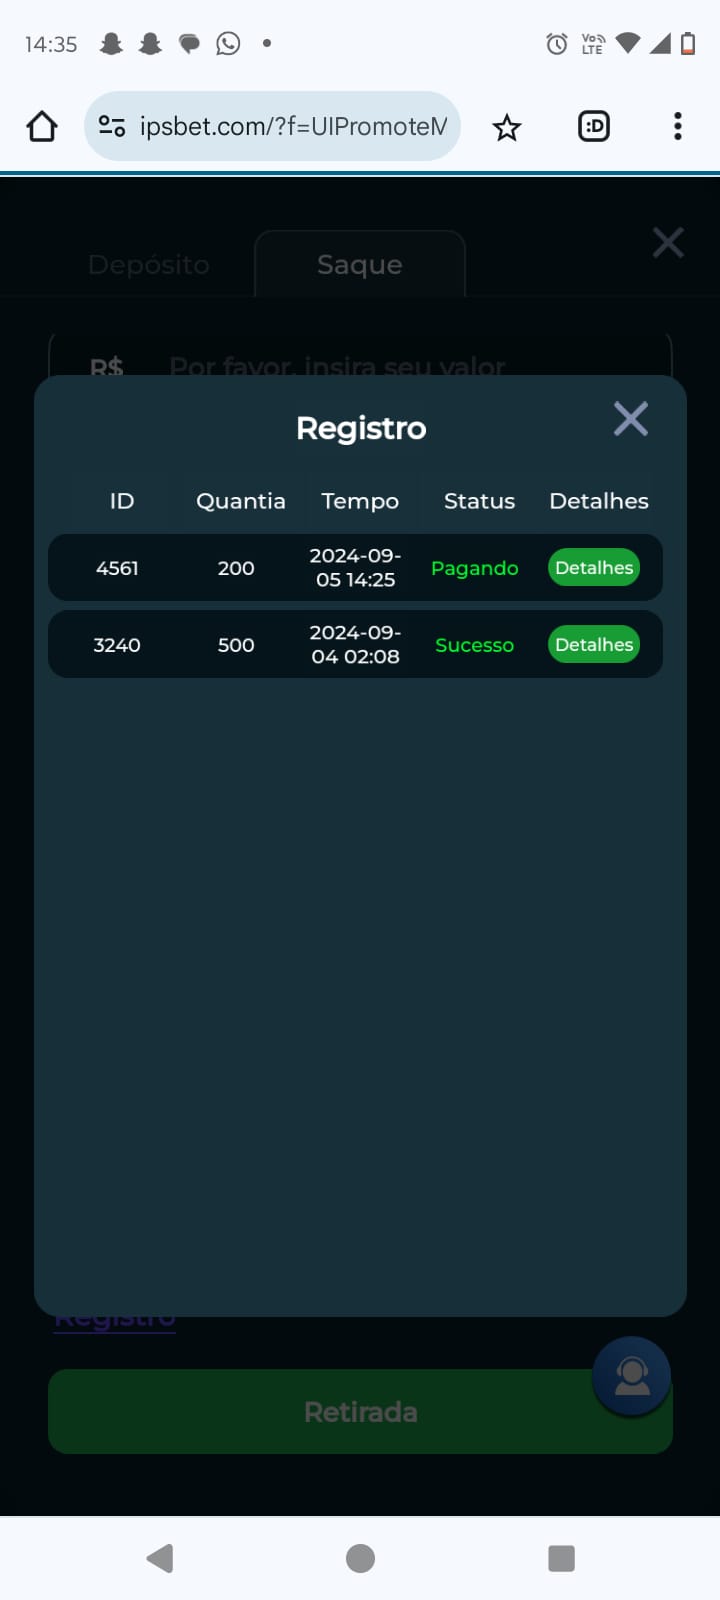 14:35
Vo
LTE
ipsbet.com/?f=UIPromoteM
:D
Depósito
Saque
R$
Por favor, insira seu valor
Registro
ID Quantia Tempo Status Detalhes
4561 200 2024-09-
05 14:25 Pagando Detalhes
3240 500 2024-09-
04 02:08 Sucesso Detalhes
Registro
Retirada